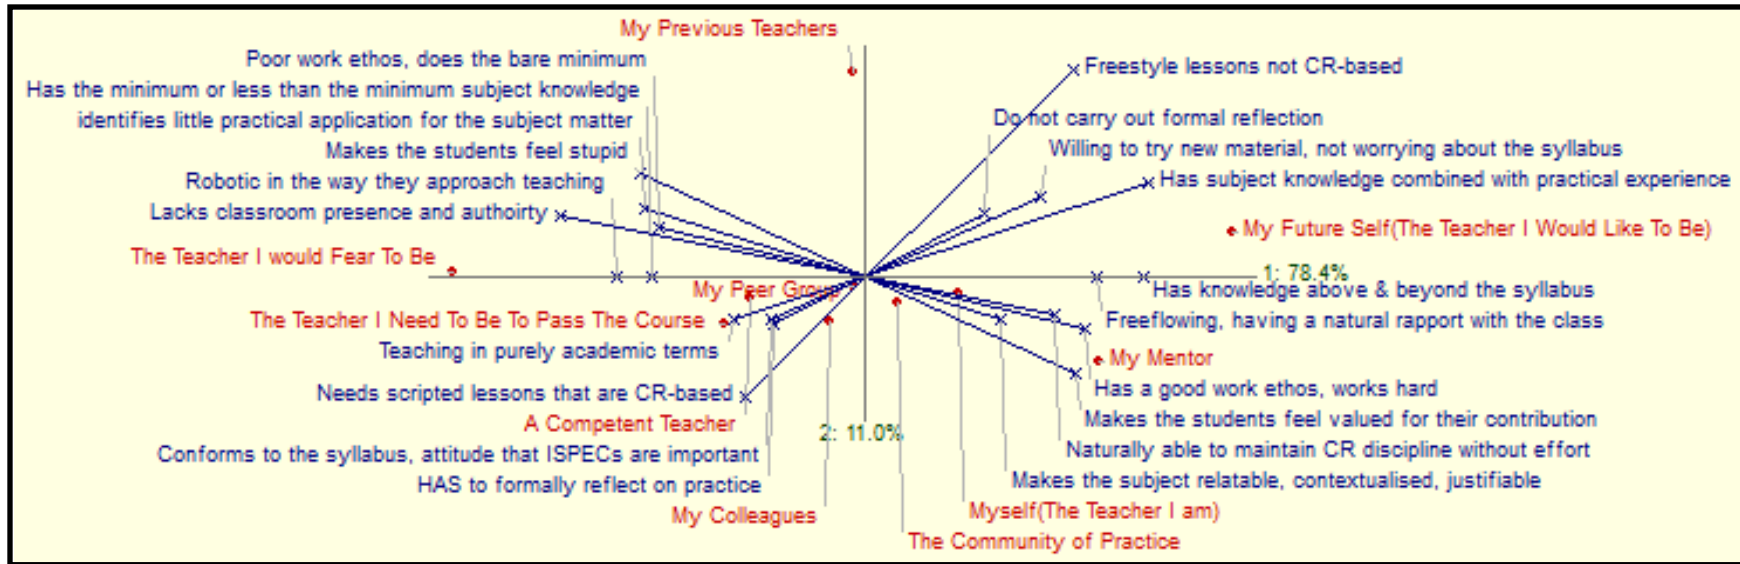 My Previous Teachers
Poor work ethos, does the bare minimum
Freestyle lessons not CR-based
Has the minimum or less than the minimum subject knowledge
identifies little practical application for the subject matter
Do not carry out formal reflection
Makes the students feel stupid
Willing to try new material, not worrying about the syllabus
Robotic in the way they approach teaching
Has subject knowledge combined with practical experience
Lacks classroom presence and authoirty
My Future Self(The Teacher I Would Like To Be)
The Teacher I would Fear To Be
1: 78.4%
My Peer Group
Has knowledge above & beyond the syllabus
The Teacher I Need To Be To Pass The Course
Freeflowing, having a natural rapport with the class
Teaching in purely academic terms
My Mentor
Needs scripted lessons that are CR-based
Has a good work ethos, works hard
A Competent Teacher
Makes the students feel valued for their contribution
2: 11.0%
Conforms to the syllabus, attitude that ISPECs are important
Naturally able to maintain CR discipline without effort
HAS to formally reflect on practice
Makes the subject relatable, contextualised, justifiable
My Colleagues
Myself(The Teacher I am)
The Community of Practice